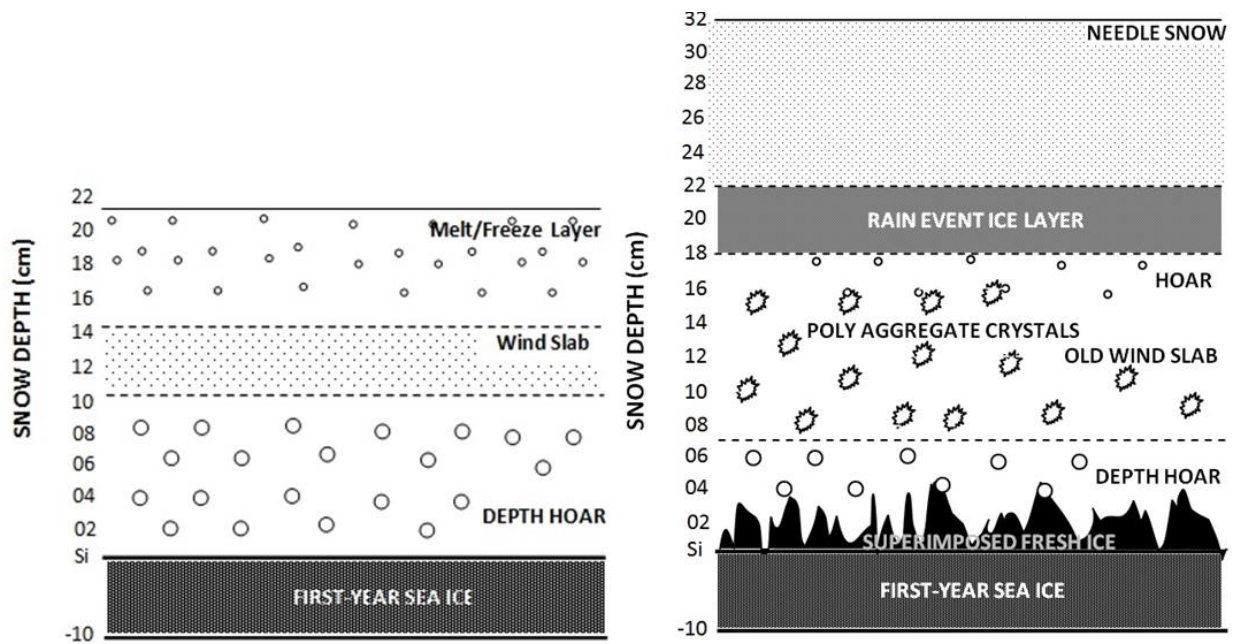 SNOW DEPTH (cm)
22
20
18
16
14
12
10
08
06
04
02
Si
-10
Melt/Freeze Layer
Wind Slab
DEPTH HOAR
FIRST-YEAR SEA ICE
SNOW DEPTH (cm)
32
30
28
26
24
22
20
18
16
14
12
10
08
06
04
02
Si
-10
NEEDLE SNOW
RAIN EVENT ICE LAYER
HOAR
POLY AGGREGATE CRYSTALS
OLD WIND SLAB
DEPTH HOAR
SUPERIMPOSED FRESH ICE
FIRST-YEAR SEA ICE